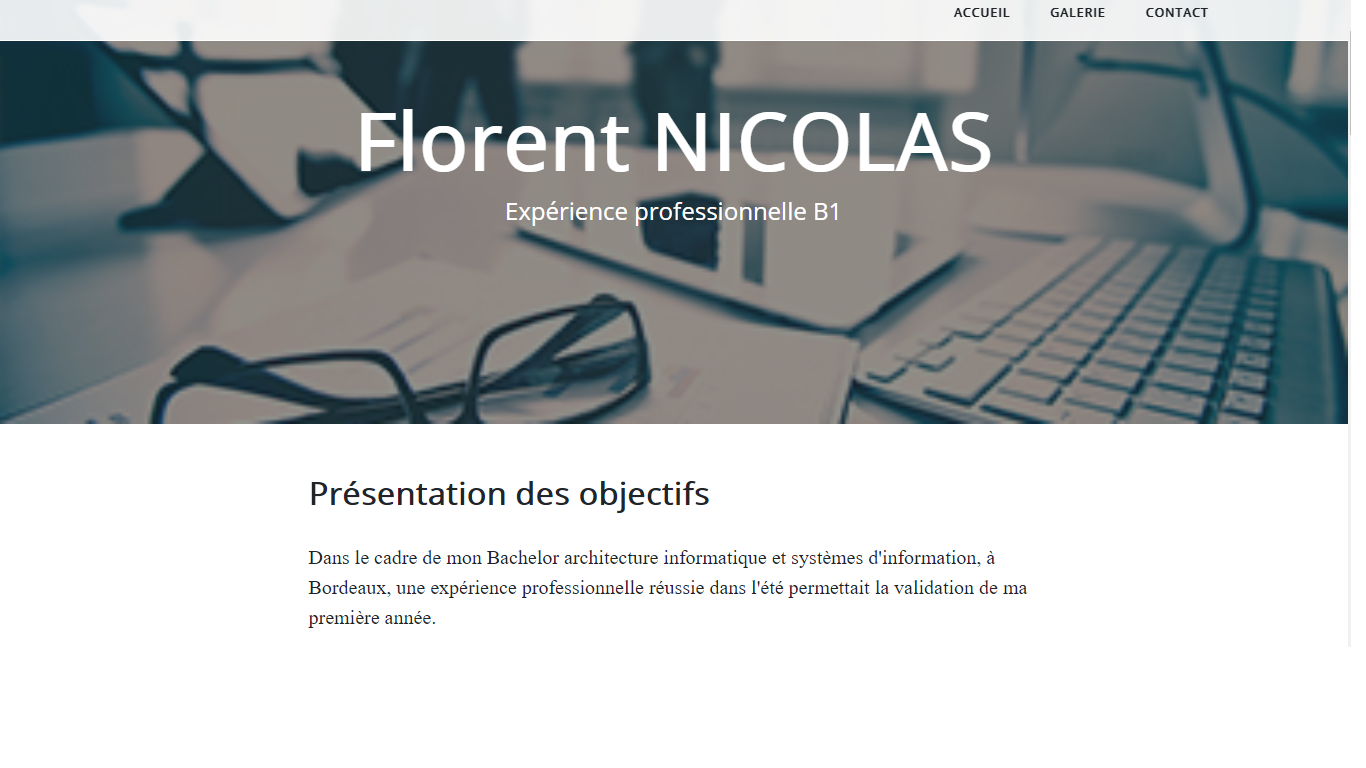 ACCUEIL GALERIE CONTACT
Florent NICOLAS
Expérience professionnelle B1
Présentation des objectifs
Dans le cadre de mon Bachelor architecture informatique et systèmes d'information, à
Bordeaux, une expérience professionnelle réussie dans l'été permettait la validation de ma
première année.